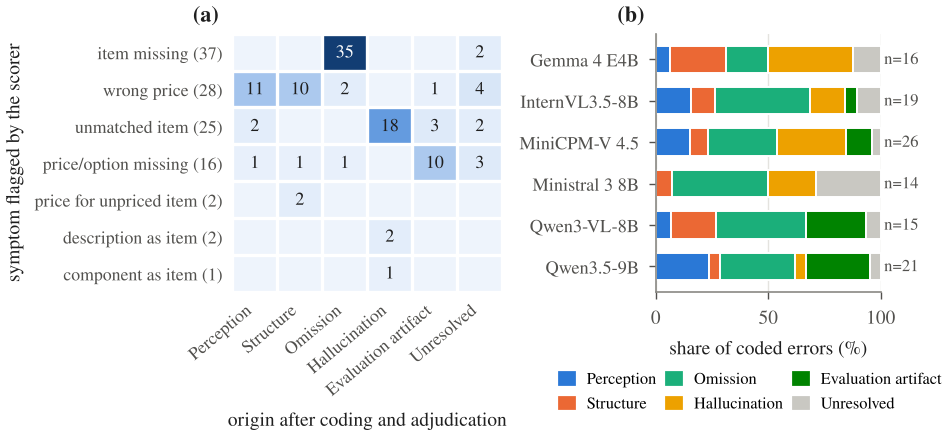 (a)
symptom flagged by the scorer
item missing (37)
35
2
wrong price (28)
11
10
2
1
4
unmatched item (25)
2
18
3
2
price/option missing (16)
1
1
1
10
3
price for unpriced item (2)
2
description as item (2)
2
component as item (1)
1
Perception
Structure
Omission
Hallucination
Evaluation artifact
Unresolved
origin after coding and adjudication
(b)
Gemma 4 E4B
n=16
InternVL3.5-8B
n=19
MiniCPM-V 4.5
n=26
Ministral 3 8B
n=14
Qwen3-VL-8B
n=15
Qwen3.5-9B
n=21
0
50
100
share of coded errors (%)
Perception
Omission
Evaluation artifact
Structure
Hallucination
Unresolved